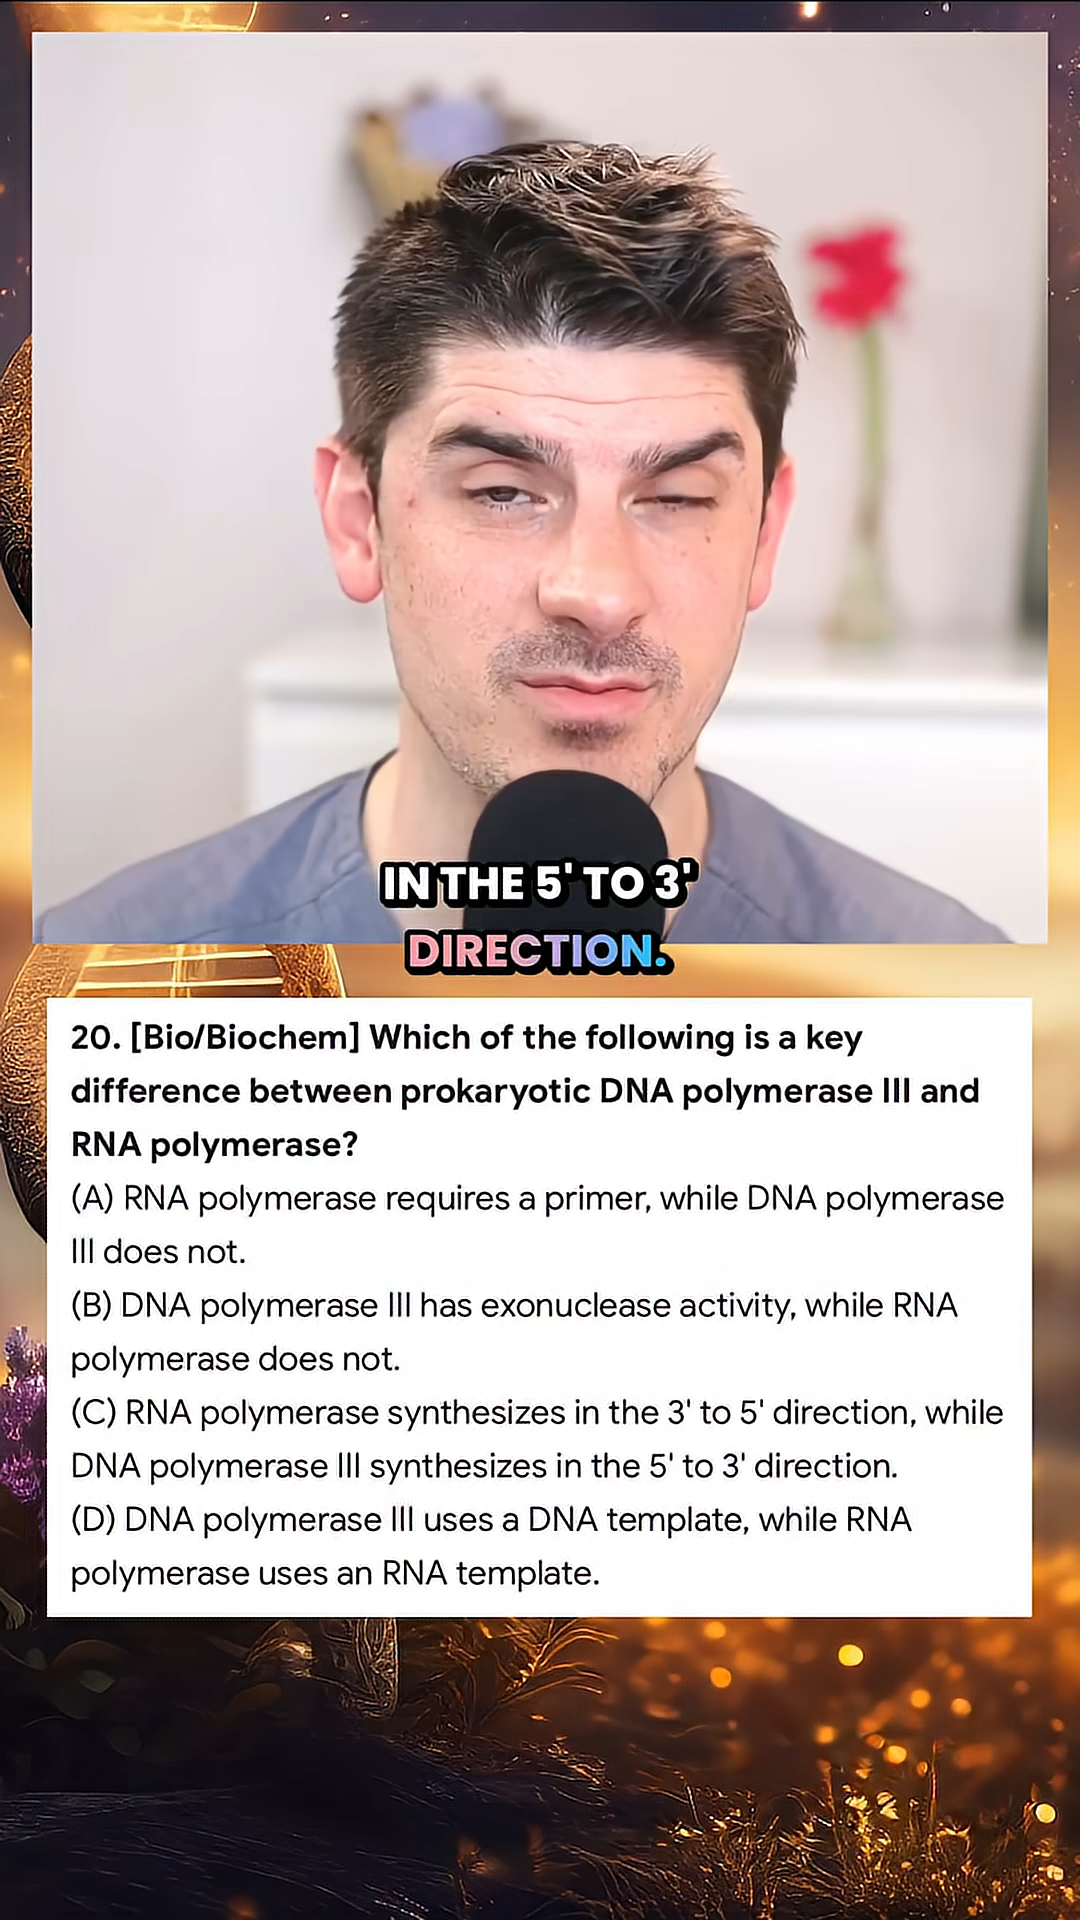 IN THE 5' TO 3'
DIRECTION.
20. [Bio/Biochem] Which of the following is a key
difference between prokaryotic DNA polymerase III and
RNA polymerase?
(A) RNA polymerase requires a primer, while DNA polymerase
III does not.
(B) DNA polymerase III has exonuclease activity, while RNA
polymerase does not.
(C) RNA polymerase synthesizes in the 3' to 5' direction, while
DNA polymerase III synthesizes in the 5' to 3' direction.
(D) DNA polymerase III uses a DNA template, while RNA
polymerase uses an RNA template.